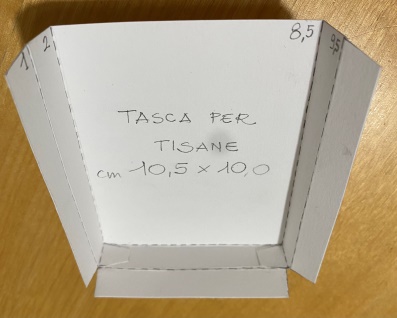 1 2 8,5 9,5
TASCA PER
TISANE
cm 10,5 x 10,0